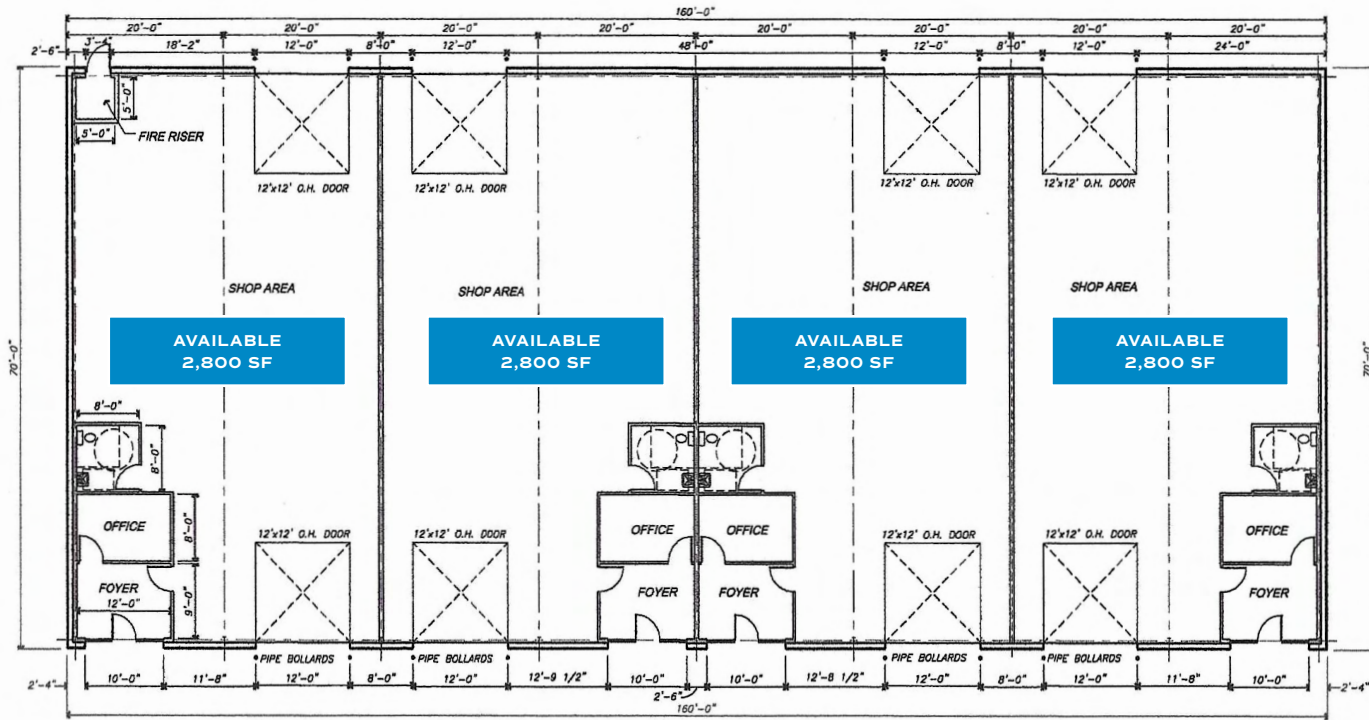 160'-0"
20'-0" 20'-0" 20'-0" 20'-0" 20'-0" 20'-0" 20'-0" 20'-0"
2'-6" 3'-4" 18'-2" 12'-0" 8'-0" 12'-0" 48'-0" 12'-0" 8'-0" 12'-0" 24'-0"
5'-0"
5'-0"
FIRE RISER
12'x12' O.H. DOOR 12'x12' O.H. DOOR 12'x12' O.H. DOOR 12'x12' O.H. DOOR
SHOP AREA SHOP AREA SHOP AREA SHOP AREA
AVAILABLE
2,800 SF
AVAILABLE
2,800 SF
AVAILABLE
2,800 SF
AVAILABLE
2,800 SF
70'-0" 70'-0"
8'-0"
8'-0"
OFFICE 8'-0" OFFICE OFFICE OFFICE
12'x12' O.H. DOOR 12'x12' O.H. DOOR 12'x12' O.H. DOOR 12'x12' O.H. DOOR
FOYER FOYER FOYER FOYER
12'-0" 9'-0"
PIPE BOLLARDS PIPE BOLLARDS PIPE BOLLARDS PIPE BOLLARDS
2'-4" 10'-0" 11'-8" 12'-0" 8'-0" 12'-0" 12'-9 1/2" 10'-0" 2'-6" 10'-0" 12'-8 1/2" 12'-0" 8'-0" 12'-0" 11'-8" 10'-0" 2'-4"
160'-0"